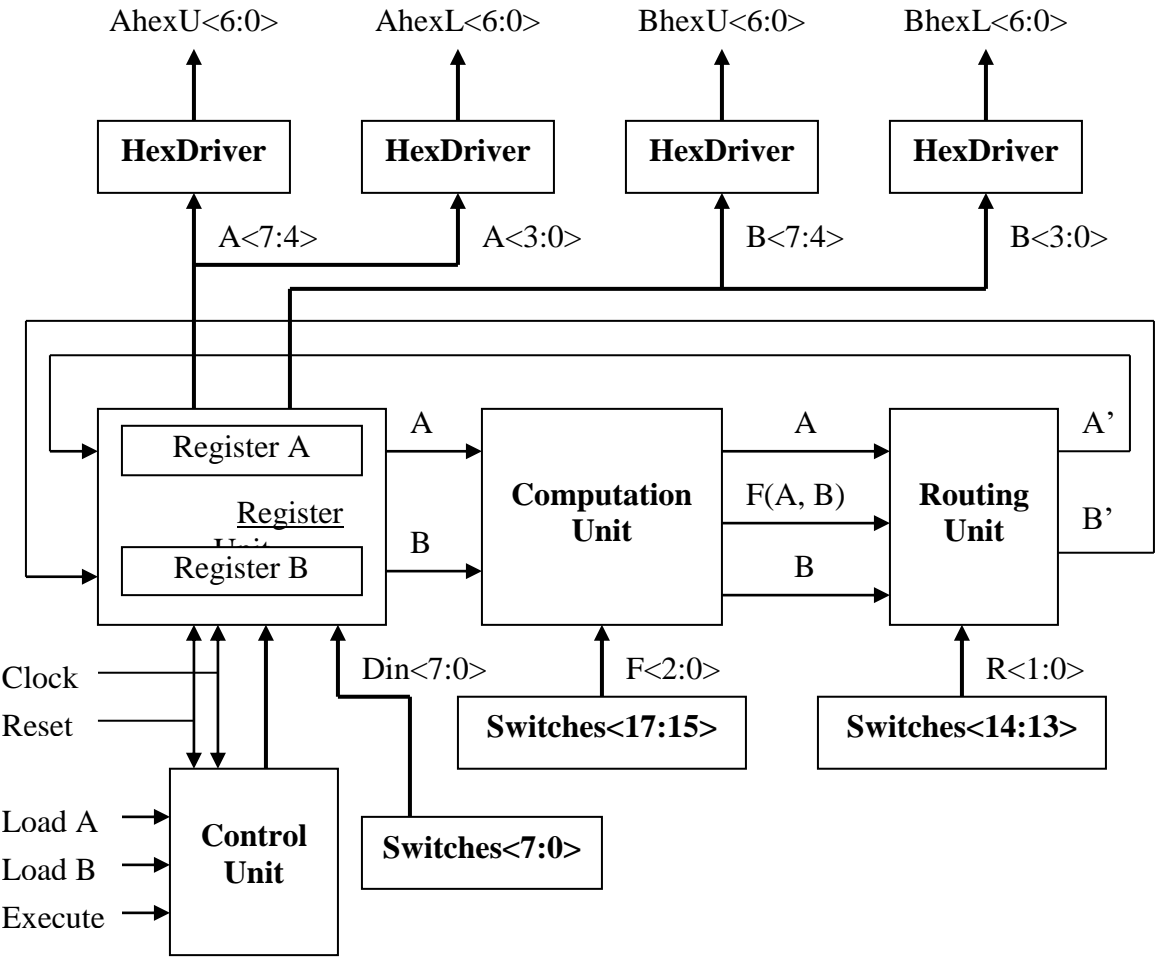 AhexU<6:0>
AhexL<6:0>
BhexU<6:0>
BhexL<6:0>
HexDriver
HexDriver
HexDriver
HexDriver
A<7:4>
A<3:0>
B<7:4>
B<3:0>
Register A
Register
Register B
A
B
Computation
Unit
A
F(A, B)
B
Routing
Unit
A’
B’
Clock
Reset
Din<7:0>
F<2:0>
R<1:0>
Switches<17:15>
Switches<14:13>
Load A
Load B
Execute
Control
Unit
Switches<7:0>